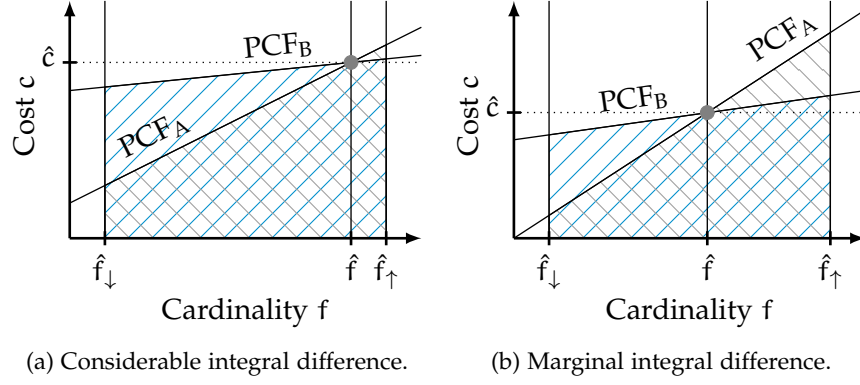 PCF_B
ĉ
Cost c
PCF_A
f̂↓ f̂ f̂↑
Cardinality f
(a) Considerable integral difference.
PCF_A
PCF_B
ĉ
Cost c
f̂↓ f̂ f̂↑
Cardinality f
(b) Marginal integral difference.